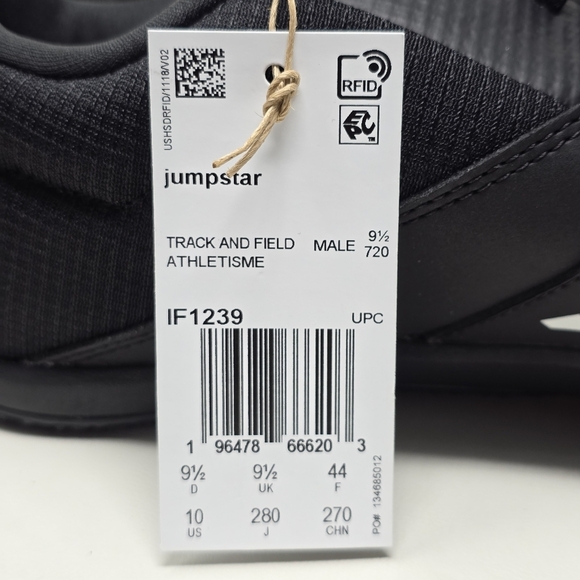 USHSDRFID/1118/V02
RFID
EPC™
jumpstar
TRACK AND FIELD
ATHLETISME
MALE
9½
720
IF1239
UPC
1 96478 66620 3
9½ 9½ 44
D UK F
10 280 270
US J CHN
PO# 134685012